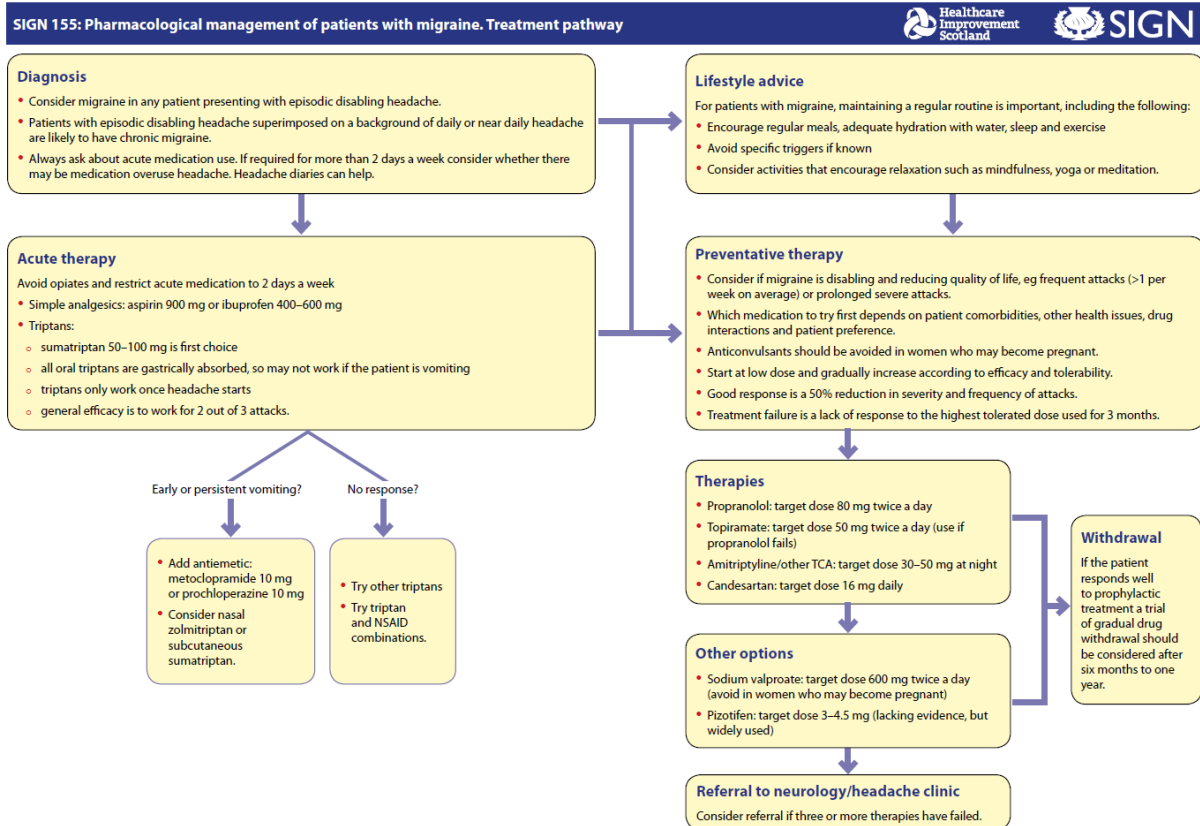 SIGN 155: Pharmacological management of patients with migraine. Treatment pathway
Healthcare
Improvement
Scotland
SIGN
Diagnosis
• Consider migraine in any patient presenting with episodic disabling headache.
• Patients with episodic disabling headache superimposed on a background of daily or near daily headache
are likely to have chronic migraine.
• Always ask about acute medication use. If required for more than 2 days a week consider whether there
may be medication overuse headache. Headache diaries can help.
Lifestyle advice
For patients with migraine, maintaining a regular routine is important, including the following:
• Encourage regular meals, adequate hydration with water, sleep and exercise
• Avoid specific triggers if known
• Consider activities that encourage relaxation such as mindfulness, yoga or meditation.
Acute therapy
Avoid opiates and restrict acute medication to 2 days a week
• Simple analgesics: aspirin 900 mg or ibuprofen 400–600 mg
• Triptans:
○ sumatriptan 50–100 mg is first choice
○ all oral triptans are gastrically absorbed, so may not work if the patient is vomiting
○ triptans only work once headache starts
○ general efficacy is to work for 2 out of 3 attacks.
Early or persistent vomiting?
No response?
• Add antiemetic:
metoclopramide 10 mg
or prochloperazine 10 mg
• Consider nasal
zolmitriptan or
subcutaneous
sumatriptan.
• Try other triptans
• Try triptan
and NSAID
combinations.
Preventative therapy
• Consider if migraine is disabling and reducing quality of life, eg frequent attacks (>1 per
week on average) or prolonged severe attacks.
• Which medication to try first depends on patient comorbidities, other health issues, drug
interactions and patient preference.
• Anticonvulsants should be avoided in women who may become pregnant.
• Start at low dose and gradually increase according to efficacy and tolerability.
• Good response is a 50% reduction in severity and frequency of attacks.
• Treatment failure is a lack of response to the highest tolerated dose used for 3 months.
Therapies
• Propranolol: target dose 80 mg twice a day
• Topiramate: target dose 50 mg twice a day (use if
propranolol fails)
• Amitriptyline/other TCA: target dose 30–50 mg at night
• Candesartan: target dose 16 mg daily
Other options
• Sodium valproate: target dose 600 mg twice a day
(avoid in women who may become pregnant)
• Pizotifen: target dose 3–4.5 mg (lacking evidence, but
widely used)
Withdrawal
If the patient
responds well
to prophylactic
treatment a trial
of gradual drug
withdrawal should
be considered after
six months to one
year.
Referral to neurology/headache clinic
Consider referral if three or more therapies have failed.